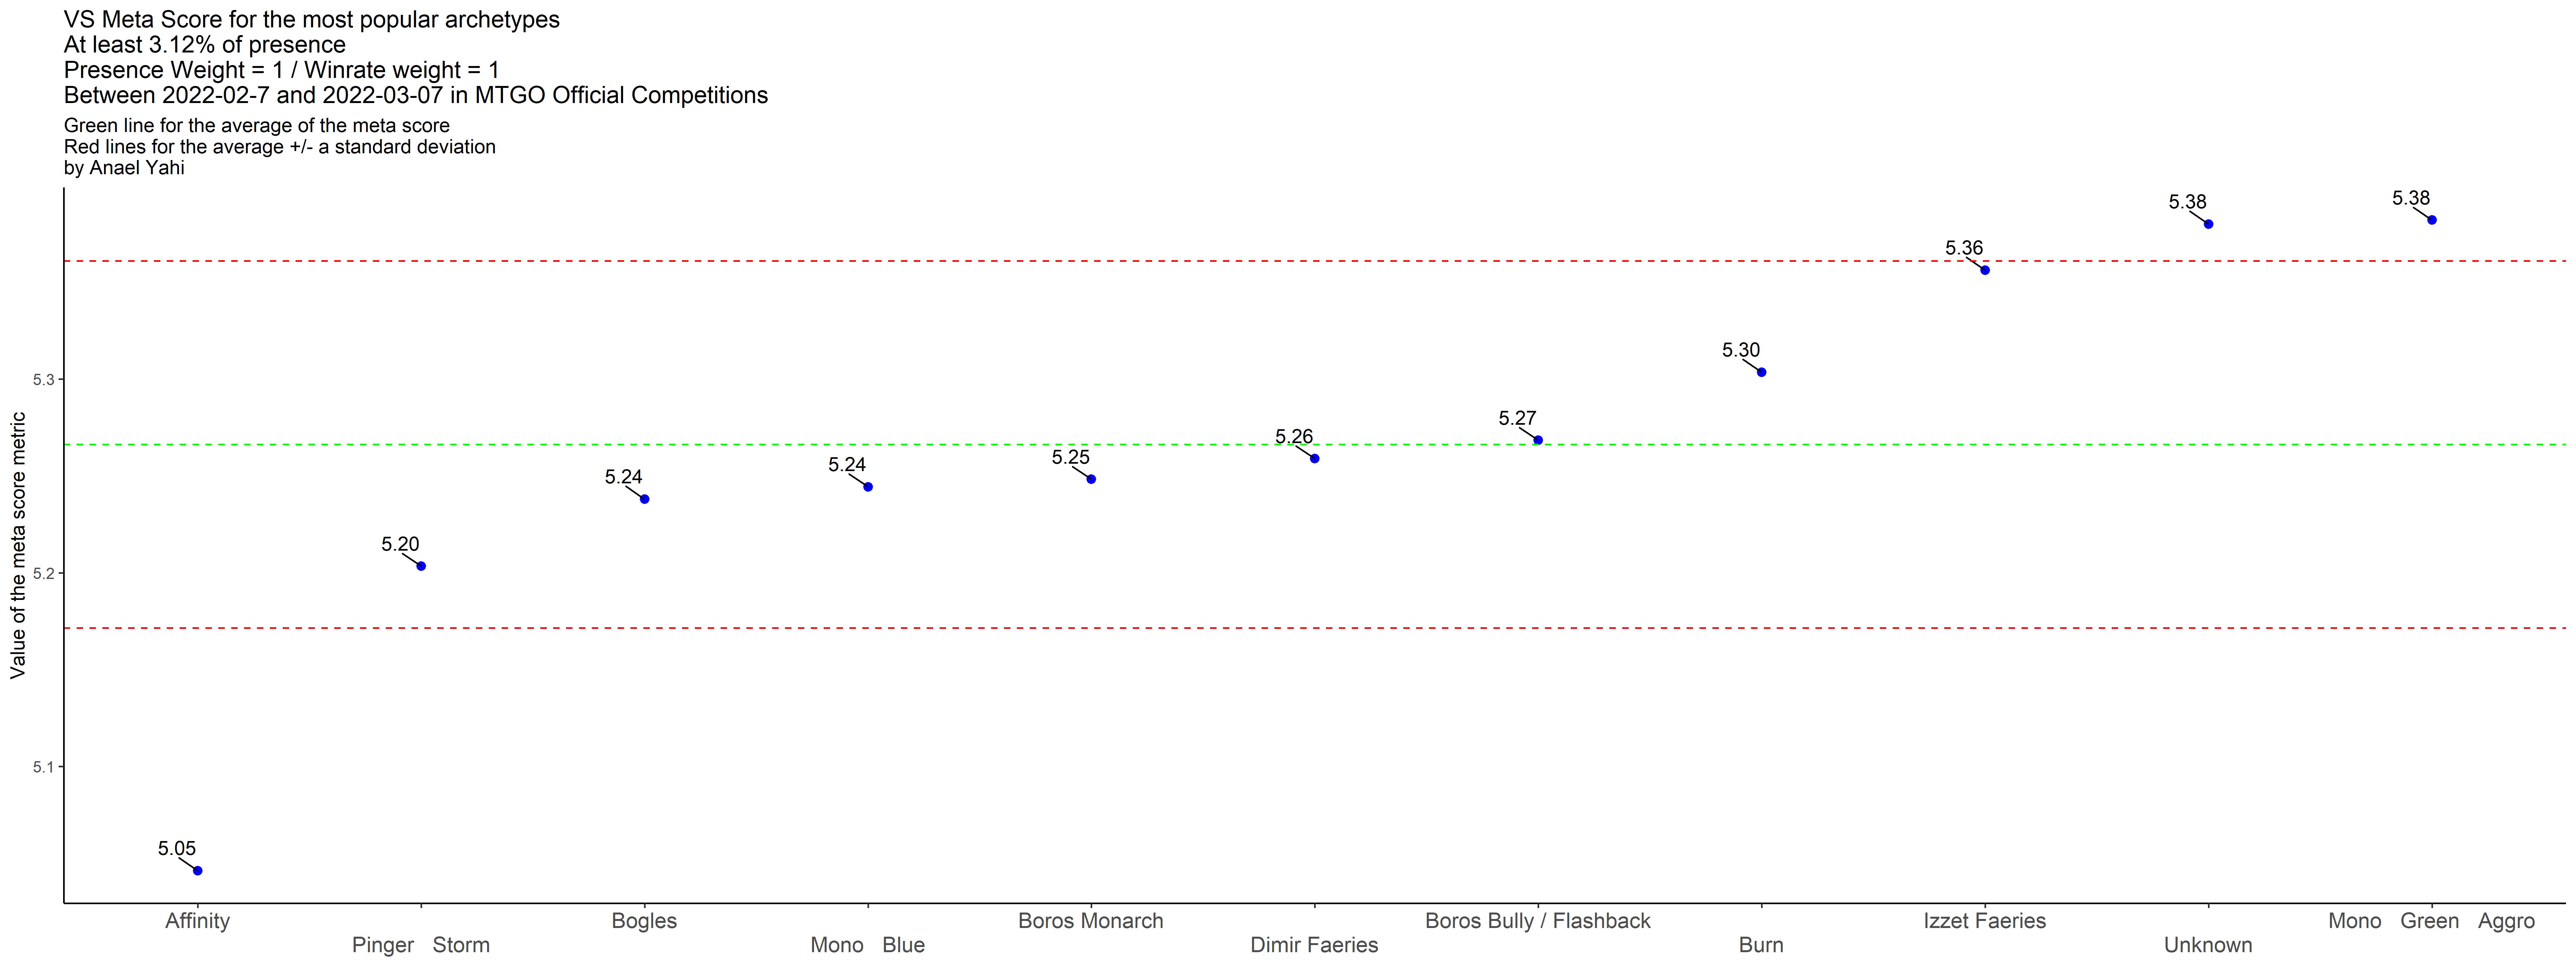 VS Meta Score for the most popular archetypes
At least 3.12% of presence
Presence Weight = 1 / Winrate weight = 1
Between 2022-02-7 and 2022-03-07 in MTGO Official Competitions
Green line for the average of the meta score
Red lines for the average +/- a standard deviation
by Anael Yahi
Value of the meta score metric
5.3
5.2
5.1
5.05
5.20
5.24
5.24
5.25
5.26
5.27
5.30
5.36
5.38
5.38
Affinity
Pinger Storm
Bogles
Mono Blue
Boros Monarch
Dimir Faeries
Boros Bully / Flashback
Burn
Izzet Faeries
Unknown
Mono Green Aggro